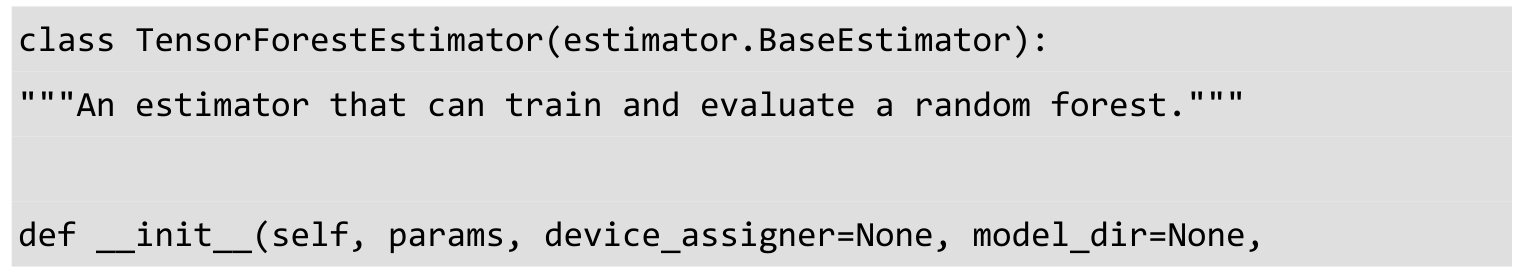 class TensorForestEstimator(estimator.BaseEstimator):
"""An estimator that can train and evaluate a random forest."""
def __init__(self, params, device_assigner=None, model_dir=None,